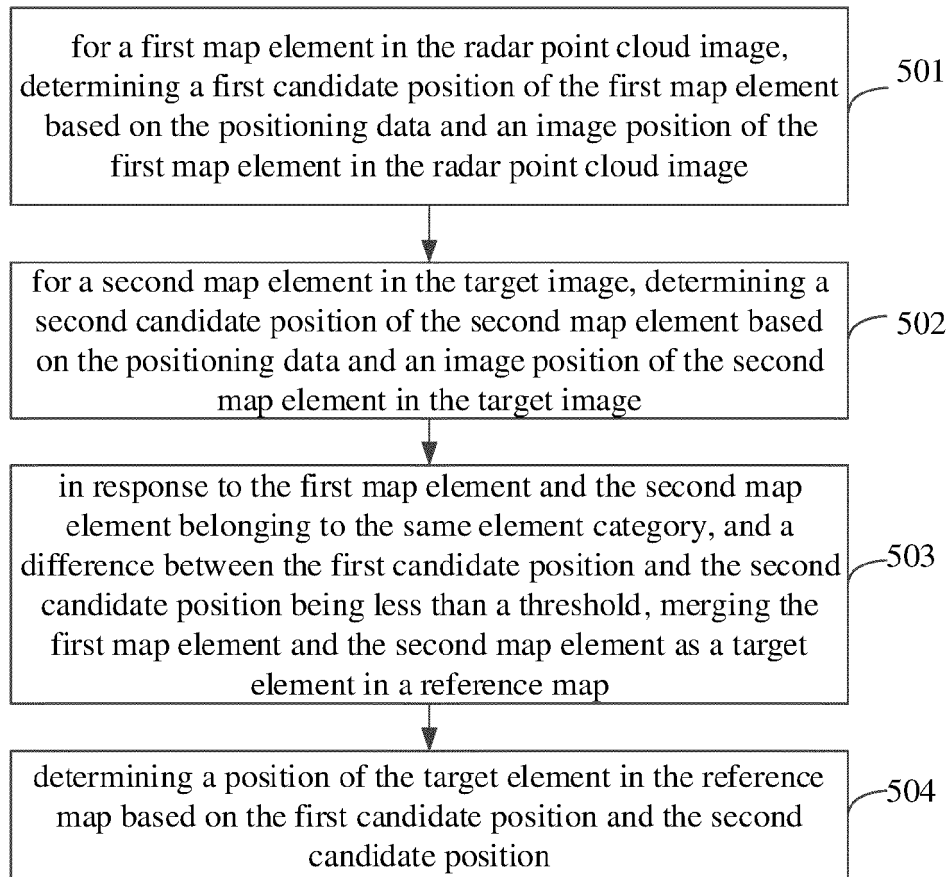 for a first map element in the radar point cloud image,
determining a first candidate position of the first map element
based on the positioning data and an image position of the
first map element in the radar point cloud image
501
for a second map element in the target image, determining a
second candidate position of the second map element based
on the positioning data and an image position of the second
map element in the target image
502
in response to the first map element and the second map
element belonging to the same element category, and a
difference between the first candidate position and the second
candidate position being less than a threshold, merging the
first map element and the second map element as a target
element in a reference map
503
determining a position of the target element in the reference
map based on the first candidate position and the second
candidate position
504